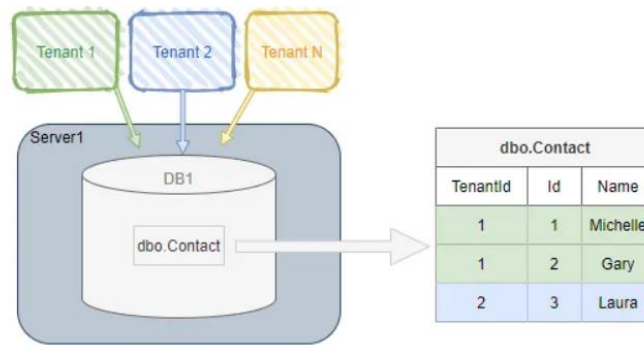 Tenant 1 Tenant 2 Tenant N
Server1
DB1
dbo.Contact
dbo.Contact
TenantId Id Name
1 1 Michelle
1 2 Gary
2 3 Laura